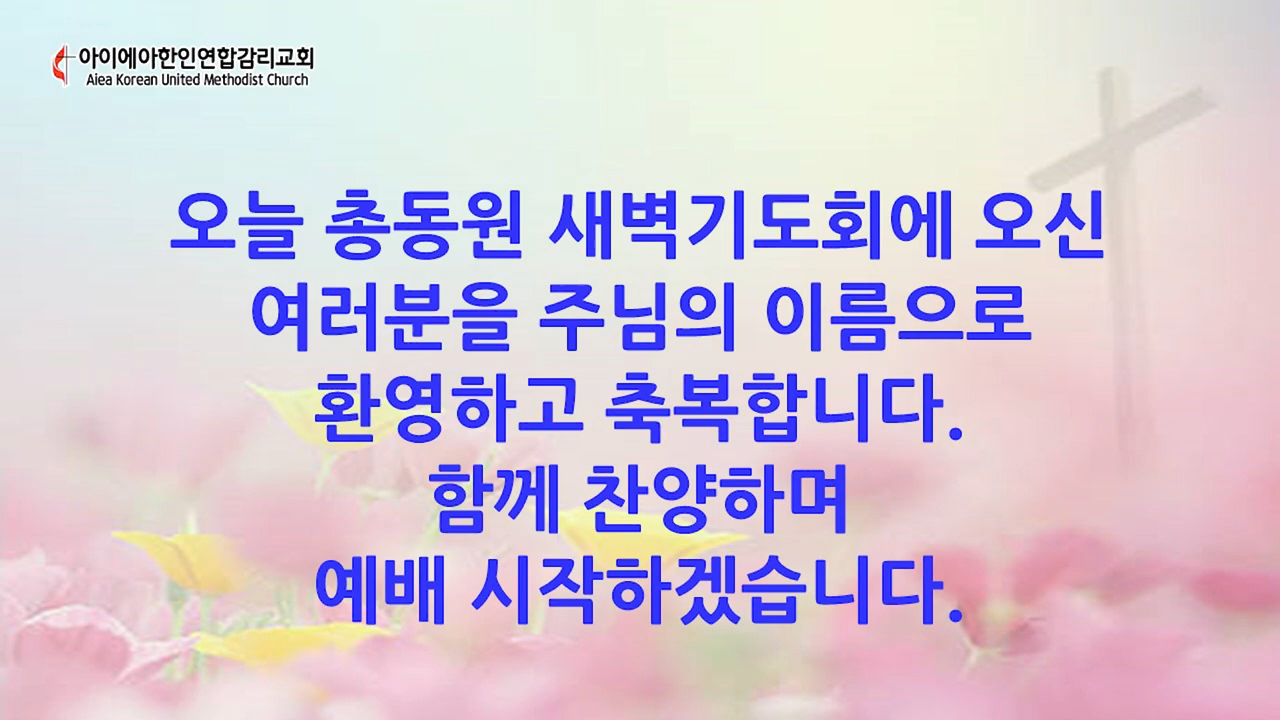 아이에아한인연합감리교회
Aiea Korean United Methodist Church
오늘 총동원 새벽기도회에 오신
여러분을 주님의 이름으로
환영하고 축복합니다.
함께 찬양하며
예배 시작하겠습니다.